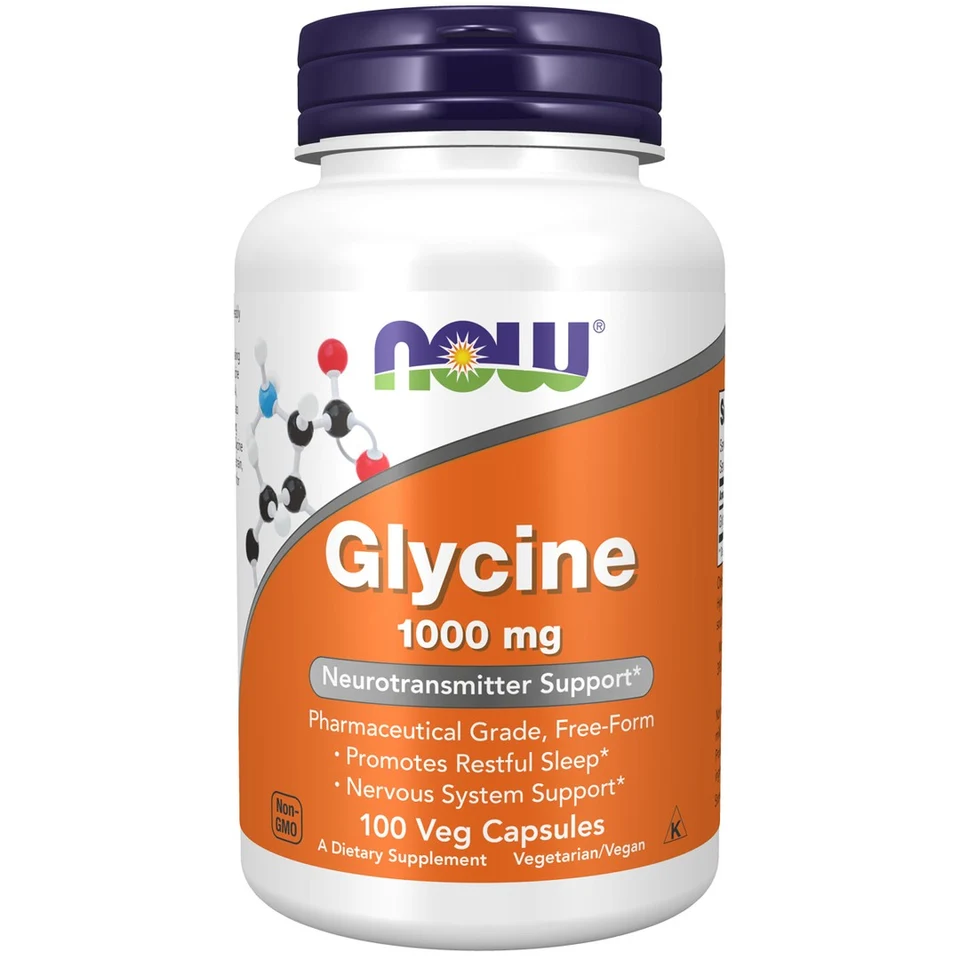 NOW®
Glycine
1000 mg
Neurotransmitter Support*
Pharmaceutical Grade, Free-Form
• Promotes Restful Sleep*
• Nervous System Support*
Non-
GMO
100 Veg Capsules
K
A Dietary Supplement Vegetarian/Vegan